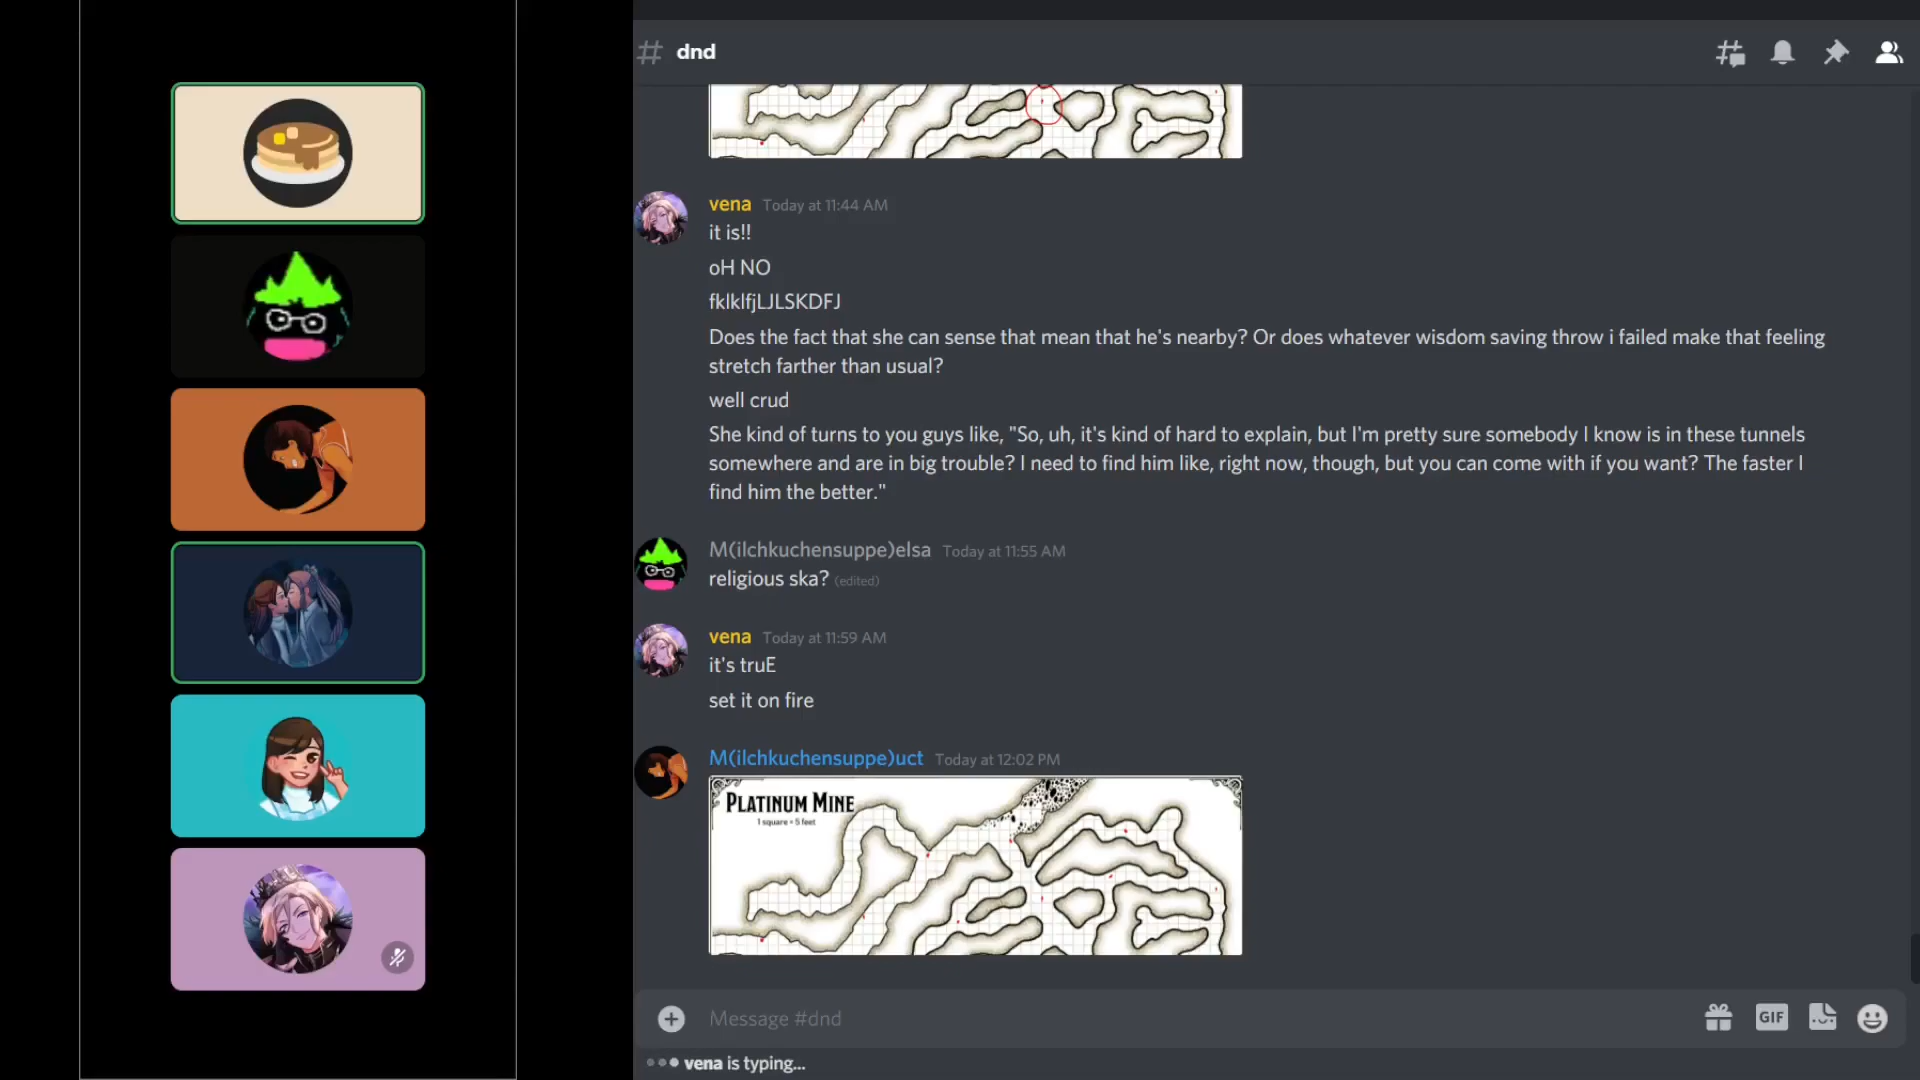 dnd
vena Today at 11:44 AM
it is!!
oH NO
fklklfjLJLSKDFJ
Does the fact that she can sense that mean that he's nearby? Or does whatever wisdom saving throw i failed make that feeling
stretch farther than usual?
well crud
She kind of turns to you guys like, "So, uh, it's kind of hard to explain, but I'm pretty sure somebody I know is in these tunnels
somewhere and are in big trouble? I need to find him like, right now, though, but you can come with if you want? The faster I
find him the better."
M(ilchkuchensuppe)elsa Today at 11:55 AM
religious ska? (edited)
vena Today at 11:59 AM
it's truE
set it on fire
M(ilchkuchensuppe)uct Today at 12:02 PM
PLATINUM MINE
1 square = 5 feet
Message #dnd
GIF
vena is typing...